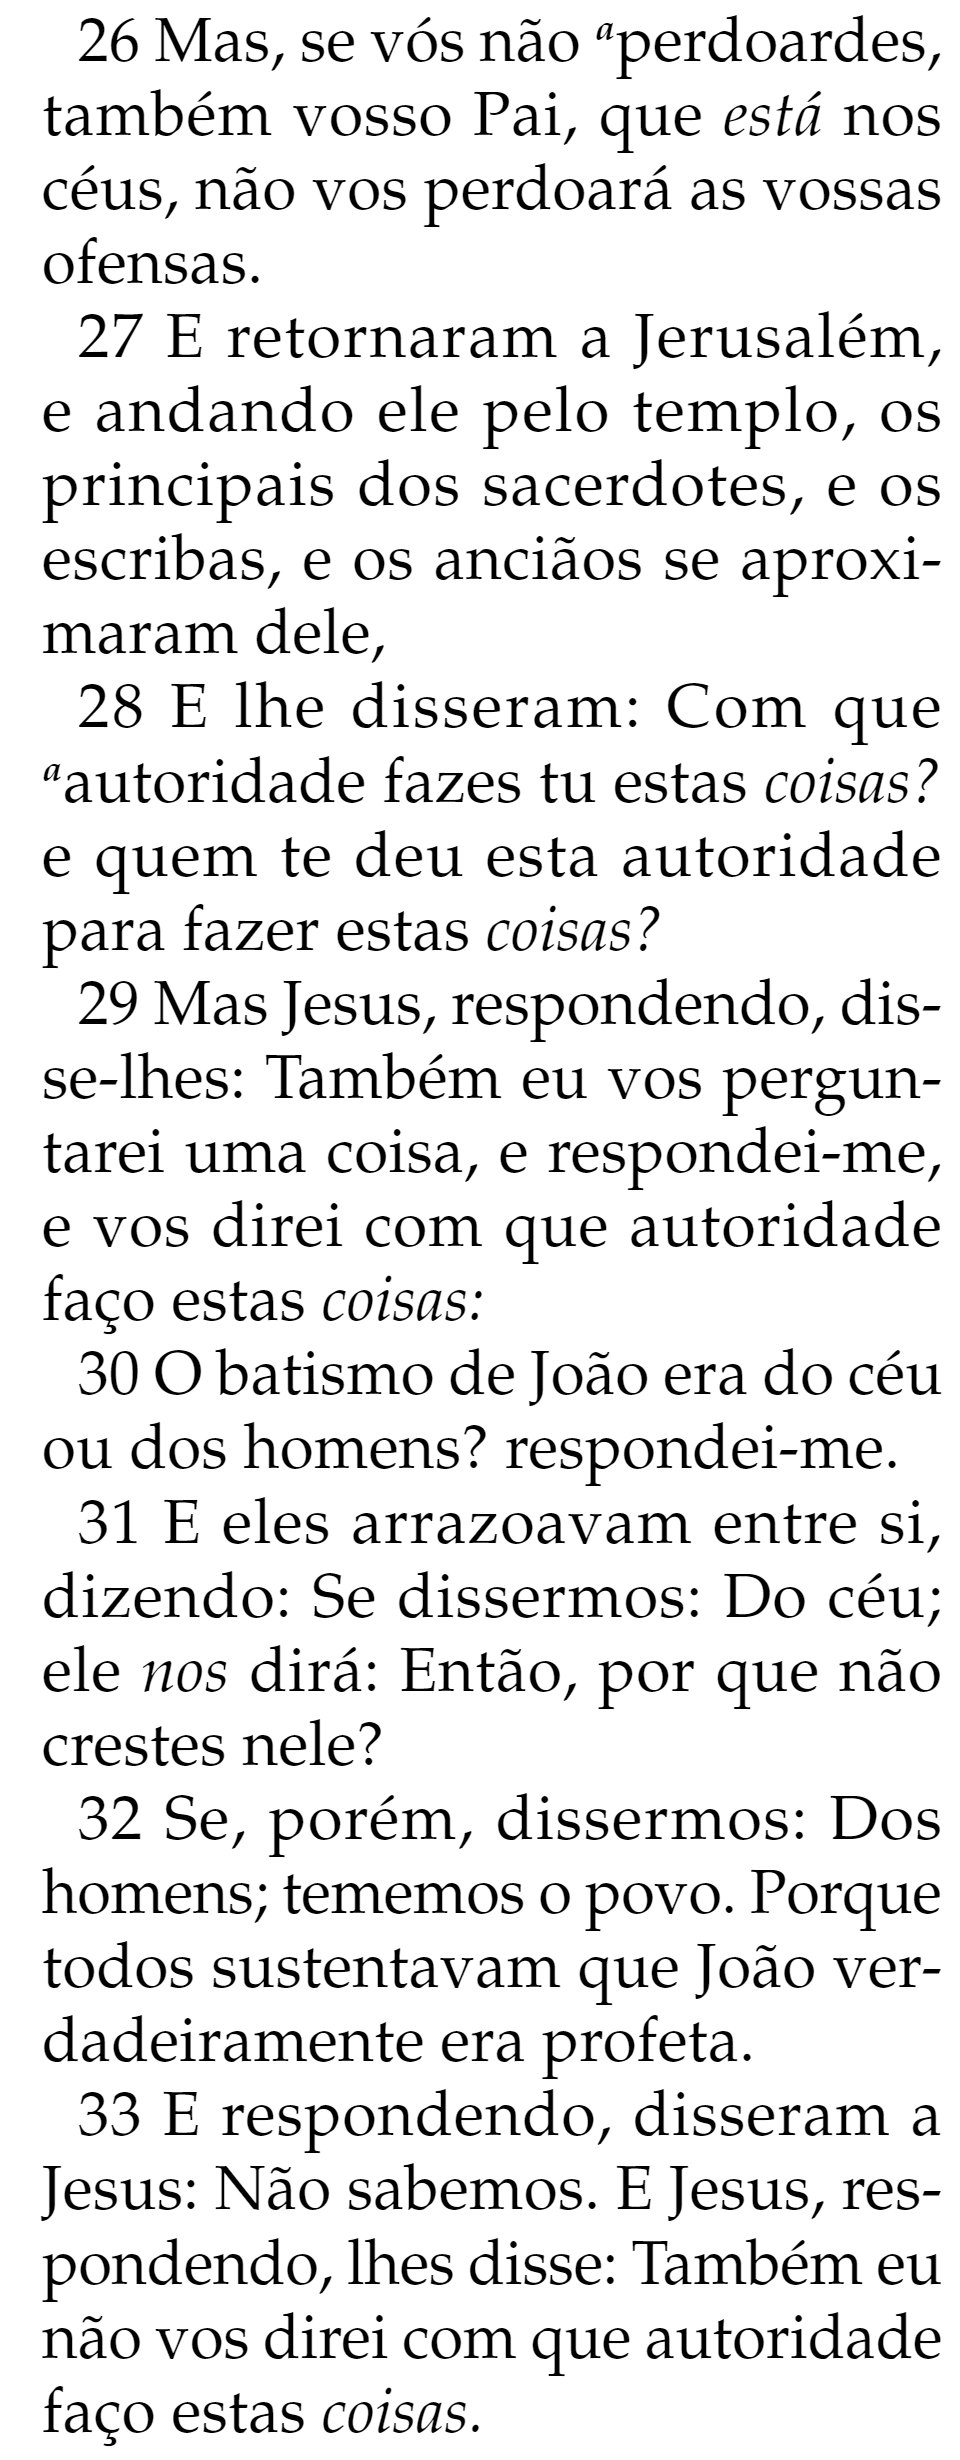 26 Mas, se vós não ᵃperdoardes,
também vosso Pai, que está nos
céus, não vos perdoará as vossas
ofensas.
27 E retornaram a Jerusalém,
e andando ele pelo templo, os
principais dos sacerdotes, e os
escribas, e os anciãos se aproxi-
maram dele,
28 E lhe disseram: Com que
ᵃautoridade fazes tu estas coisas?
e quem te deu esta autoridade
para fazer estas coisas?
29 Mas Jesus, respondendo, dis-
se-lhes: Também eu vos pergun-
tarei uma coisa, e respondei-me,
e vos direi com que autoridade
faço estas coisas:
30 O batismo de João era do céu
ou dos homens? respondei-me.
31 E eles arrazoavam entre si,
dizendo: Se dissermos: Do céu;
ele nos dirá: Então, por que não
crestes nele?
32 Se, porém, dissermos: Dos
homens; tememos o povo. Porque
todos sustentavam que João ver-
dadeiramente era profeta.
33 E respondendo, disseram a
Jesus: Não sabemos. E Jesus, res-
pondendo, lhes disse: Também eu
não vos direi com que autoridade
faço estas coisas.